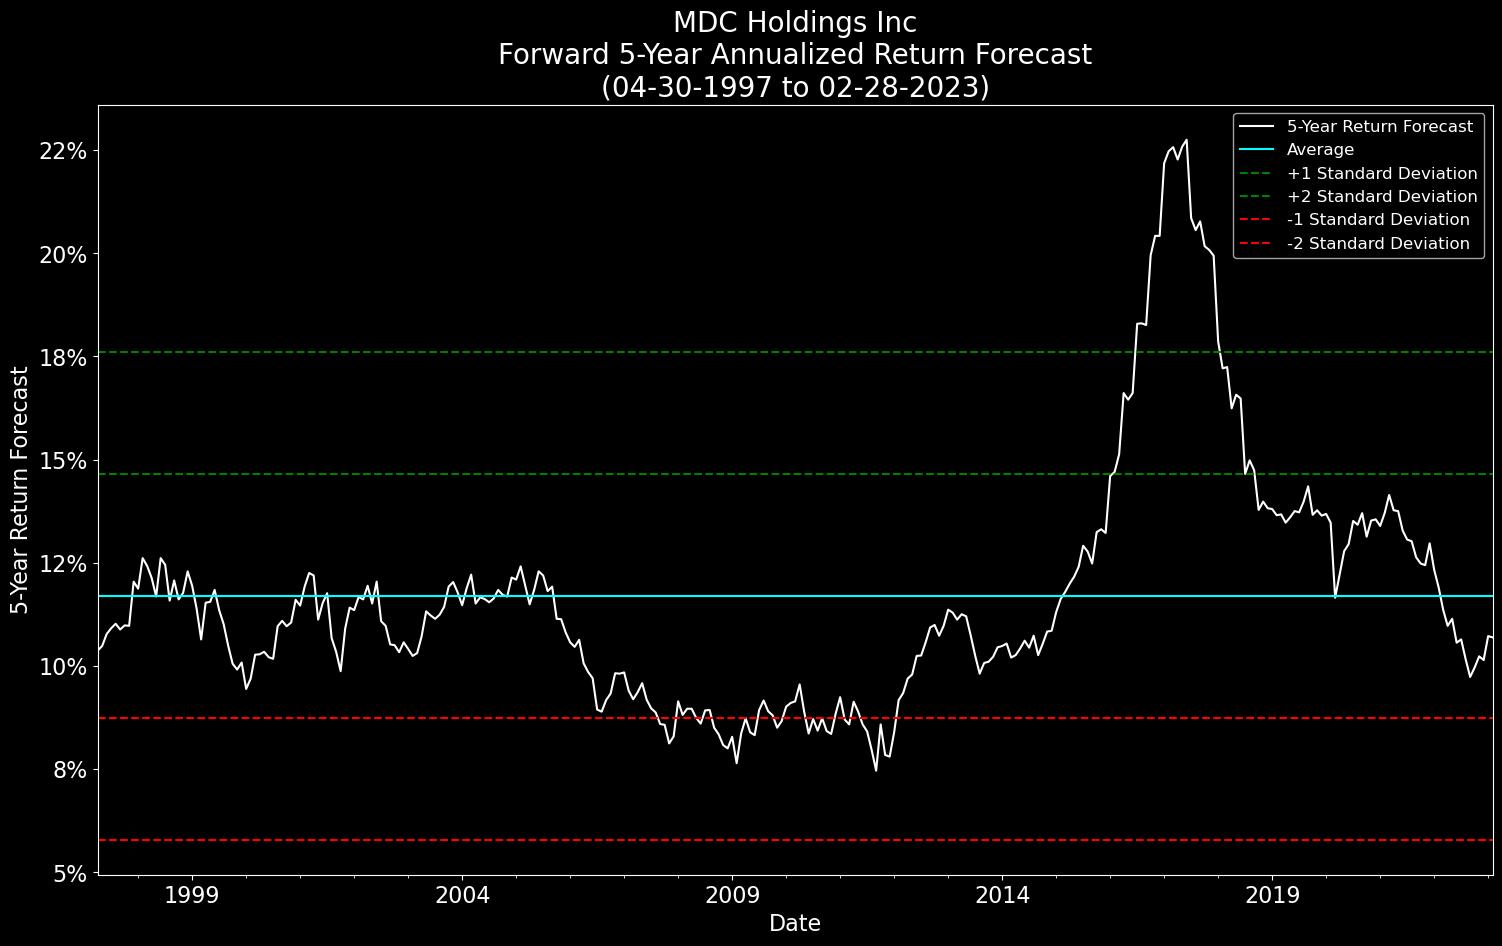 MDC Holdings Inc
Forward 5-Year Annualized Return Forecast
(04-30-1997 to 02-28-2023)
5-Year Return Forecast
Average
+1 Standard Deviation
+2 Standard Deviation
-1 Standard Deviation
-2 Standard Deviation
22%
20%
18%
15%
12%
10%
8%
5%
5-Year Return Forecast
1999
2004
2009
2014
2019
Date